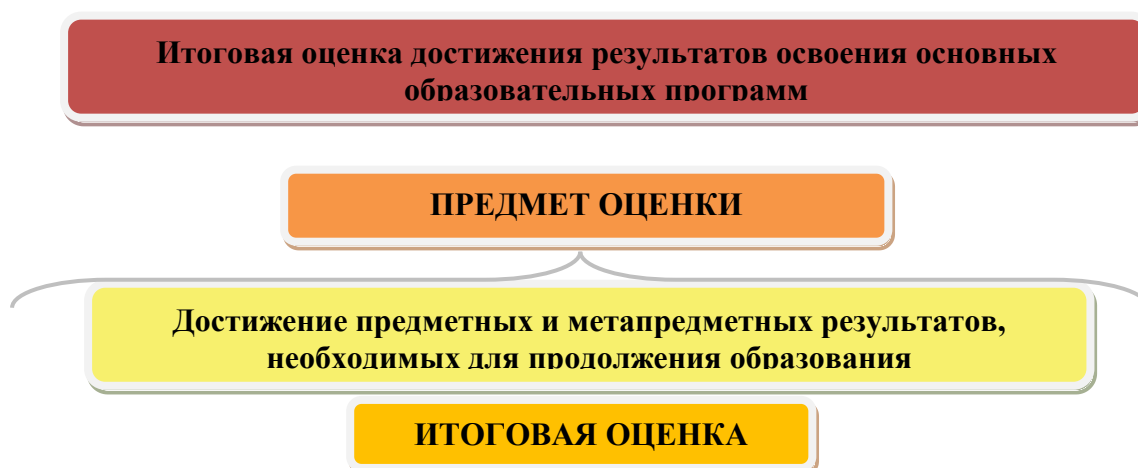 Итоговая оценка достижения результатов освоения основных
образовательных программ
ПРЕДМЕТ ОЦЕНКИ
Достижение предметных и метапредметных результатов,
необходимых для продолжения образования
ИТОГОВАЯ ОЦЕНКА